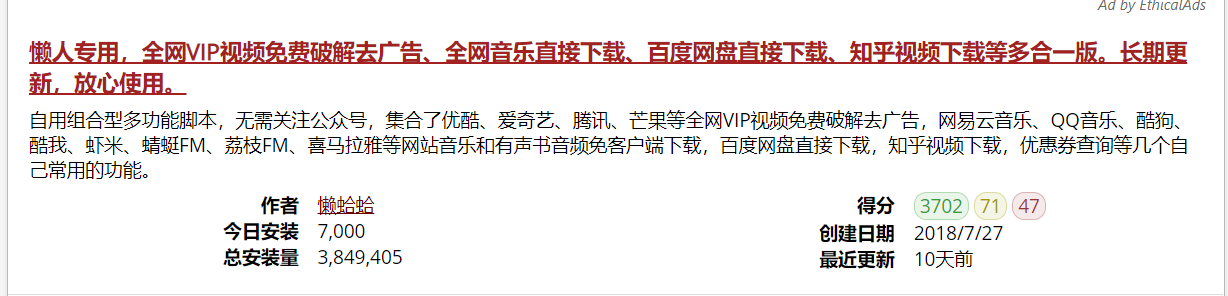 Ad by EthicalAds
懒人专用，全网VIP视频免费破解去广告、全网音乐直接下载、百度网盘直接下载、知乎视频下载等多合一版。长期更
新，放心使用。
自用组合型多功能脚本，无需关注公众号，集合了优酷、爱奇艺、腾讯、芒果等全网VIP视频免费破解去广告，网易云音乐、QQ音乐、酷狗、
酷我、虾米、蜻蜓FM、荔枝FM、喜马拉雅等网站音乐和有声书音频免客户端下载，百度网盘直接下载，知乎视频下载，优惠券查询等几个自
己常用的功能。
作者 懒蛤蛤 得分 3702 71 47
今日安装 7,000 创建日期 2018/7/27
总安装量 3,849,405 最近更新 10天前